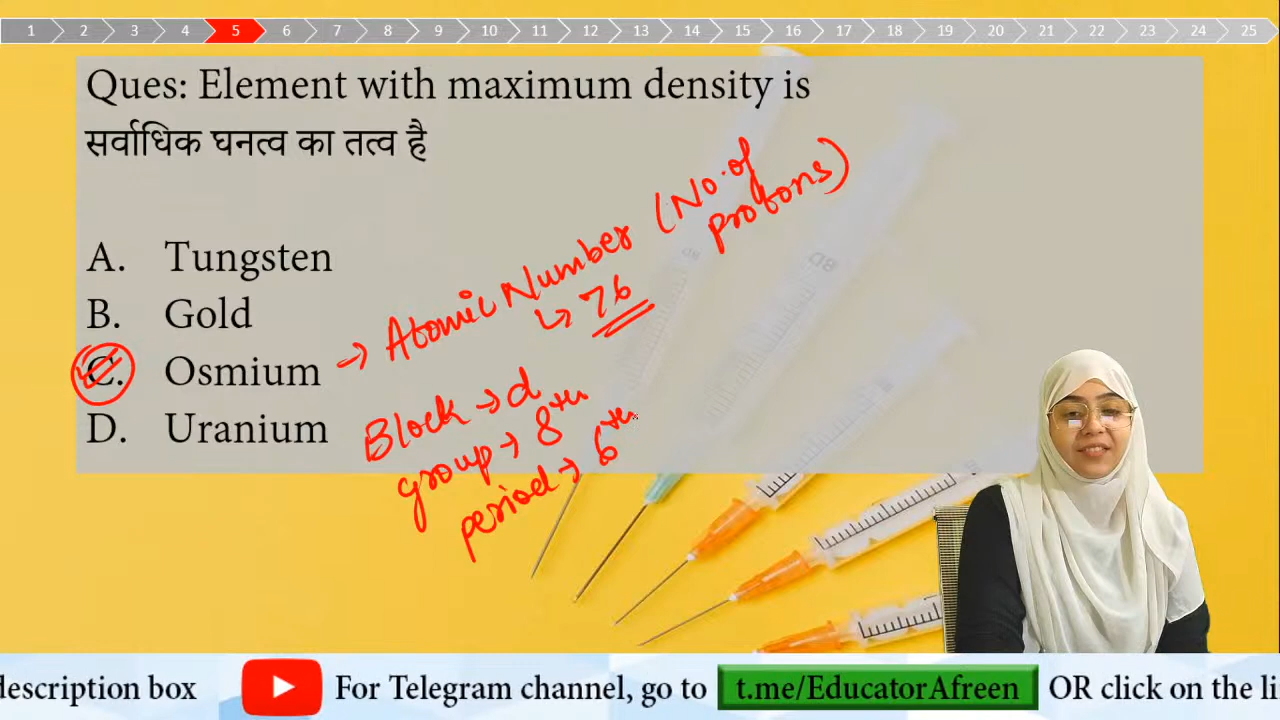 1 2 3 4 5 6 7 8 9 10 11 12 13 14 15 16 17 18 19 20 21 22 23 24 25
Ques: Element with maximum density is
सर्वाधिक घनत्व का तत्व है
A. Tungsten
B. Gold
C. Osmium
D. Uranium
→ Atomic Number (No. of protons)
↳ 76
Block → d
group → 8th
period → 6th
BD
BD
description box For Telegram channel, go to t.me/EducatorAfreen OR click on the li